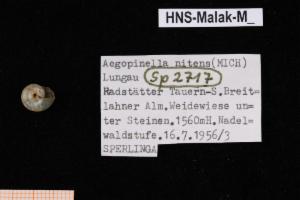 HNS-Malak-M_
Aegopinella nitens(MICH)
Lungau Sp 2717
Radstätter Tauern-S.Breit=
lahner Alm.Weidewiese un=
ter Steinen.1560mH.Nadel=
waldstufe.16.7.1956/3
SPERLINGA